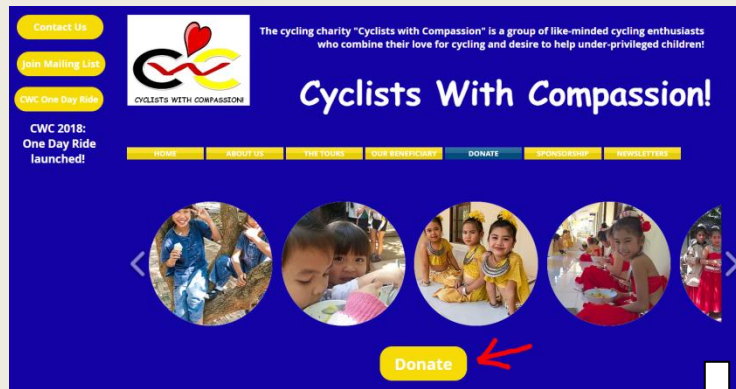 Contact Us
Join Mailing List
CWC One Day Ride
CWC 2018:
One Day Ride
launched!
CYCLISTS WITH COMPASSION!
The cycling charity "Cyclists with Compassion" is a group of like-minded cycling enthusiasts
who combine their love for cycling and desire to help under-privileged children!
Cyclists With Compassion!
HOME ABOUT US THE TOURS OUR BENEFICIARY DONATE SPONSORSHIP NEWSLETTERS
Donate